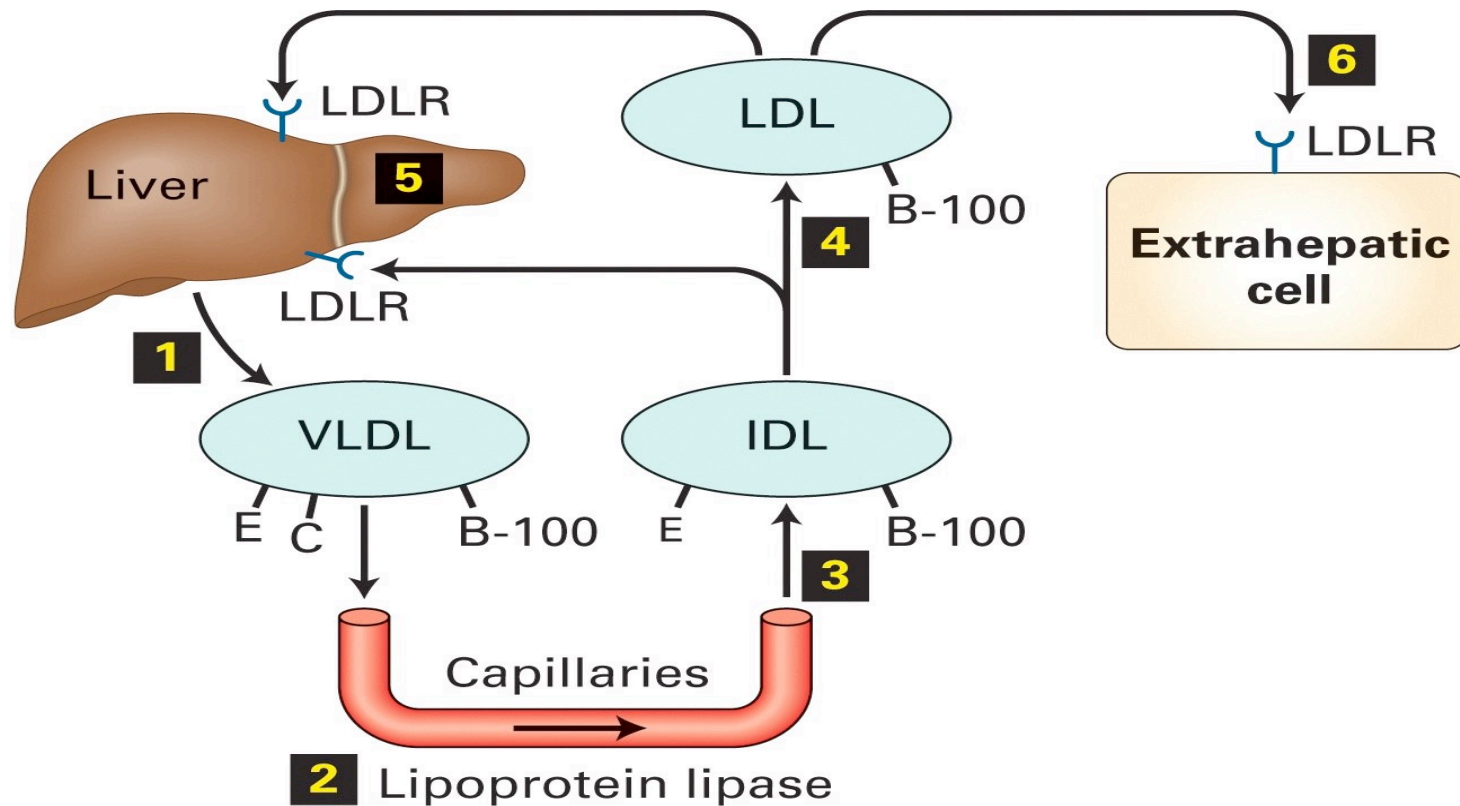 LDLR
LDL
6
LDLR
Liver
5
B-100
4
Extrahepatic
cell
LDLR
1
VLDL
IDL
E
C
B-100
E
B-100
3
Capillaries
2 Lipoprotein lipase